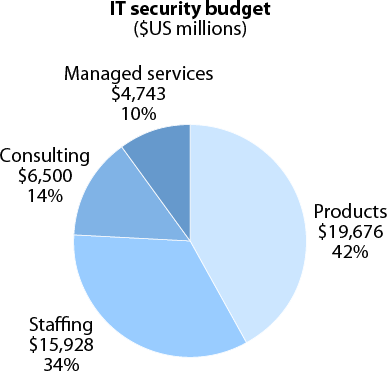 IT security budget
($US millions)
Managed services
$4,743
10%
Consulting
$6,500
14%
Products
$19,676
42%
Staffing
$15,928
34%